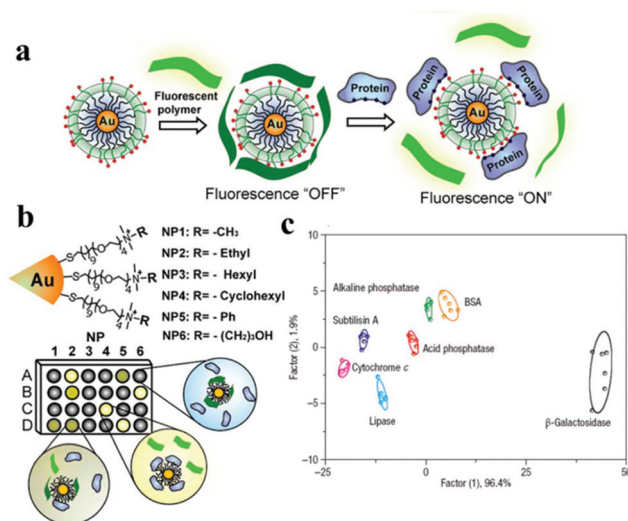 a
Au
Fluorescent
polymer
Au
Protein
Protein
Protein
Au
Protein
Fluorescence "OFF"
Fluorescence "ON"
b
Au
NP1: R= -CH₃
NP2: R= - Ethyl
NP3: R= - Hexyl
NP4: R= - Cyclohexyl
NP5: R= - Ph
NP6: R= - (CH₂)₃OH
NP
1 2 3 4 5 6
A
B
C
D
c
Factor (2), 1.9%
10
5
0
−5
−10
Alkaline phosphatase
BSA
Subtilisin A
Acid phosphatase
Cytochrome c
Lipase
β-Galactosidase
−25
0
25
50
Factor (1), 96.4%